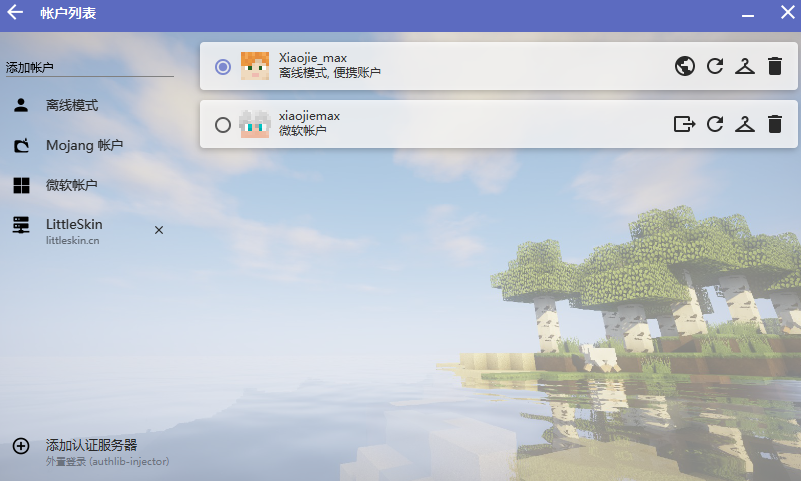 帐户列表
添加帐户
离线模式
Mojang 帐户
微软帐户
LittleSkin
littleskin.cn
添加认证服务器
外置登录 (authlib-injector)
Xiaojie_max
离线模式, 便携账户
xiaojiemax
微软帐户